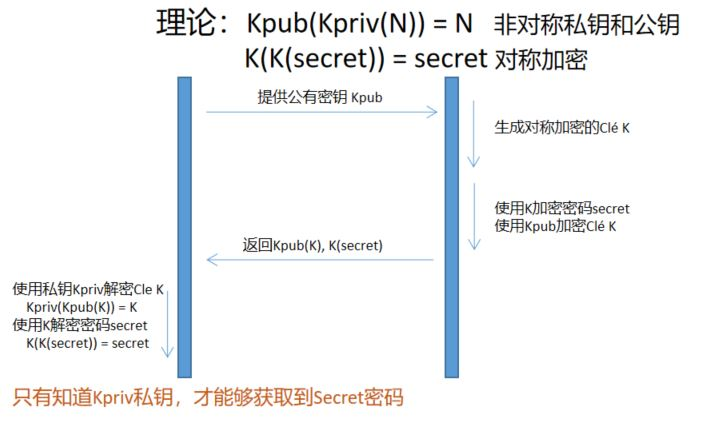 理论：Kpub(Kpriv(N)) = N 非对称私钥和公钥
K(K(secret)) = secret 对称加密
提供公有密钥 Kpub
生成对称加密的Clé K
使用K加密密码secret
使用Kpub加密Clé K
返回Kpub(K), K(secret)
使用私钥Kpriv解密Cle K
Kpriv(Kpub(K)) = K
使用K解密密码secret
K(K(secret)) = secret
只有知道Kpriv私钥，才能够获取到Secret密码